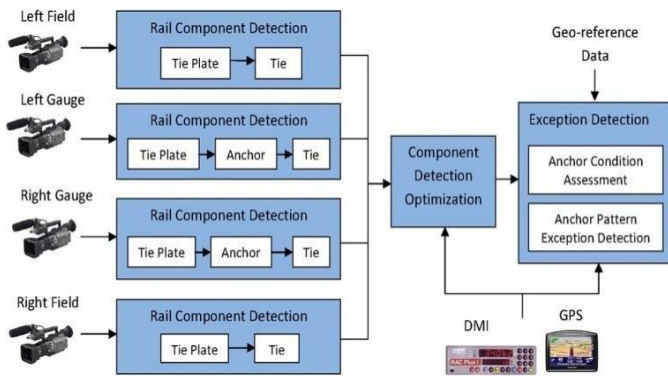 Left Field
Rail Component Detection
Tie Plate
Tie
Left Gauge
Rail Component Detection
Tie Plate
Anchor
Tie
Right Gauge
Rail Component Detection
Tie Plate
Anchor
Tie
Right Field
Rail Component Detection
Tie Plate
Tie
Component
Detection
Optimization
Geo-reference
Data
Exception Detection
Anchor Condition
Assessment
Anchor Pattern
Exception Detection
DMI
GPS
RAC Plus I